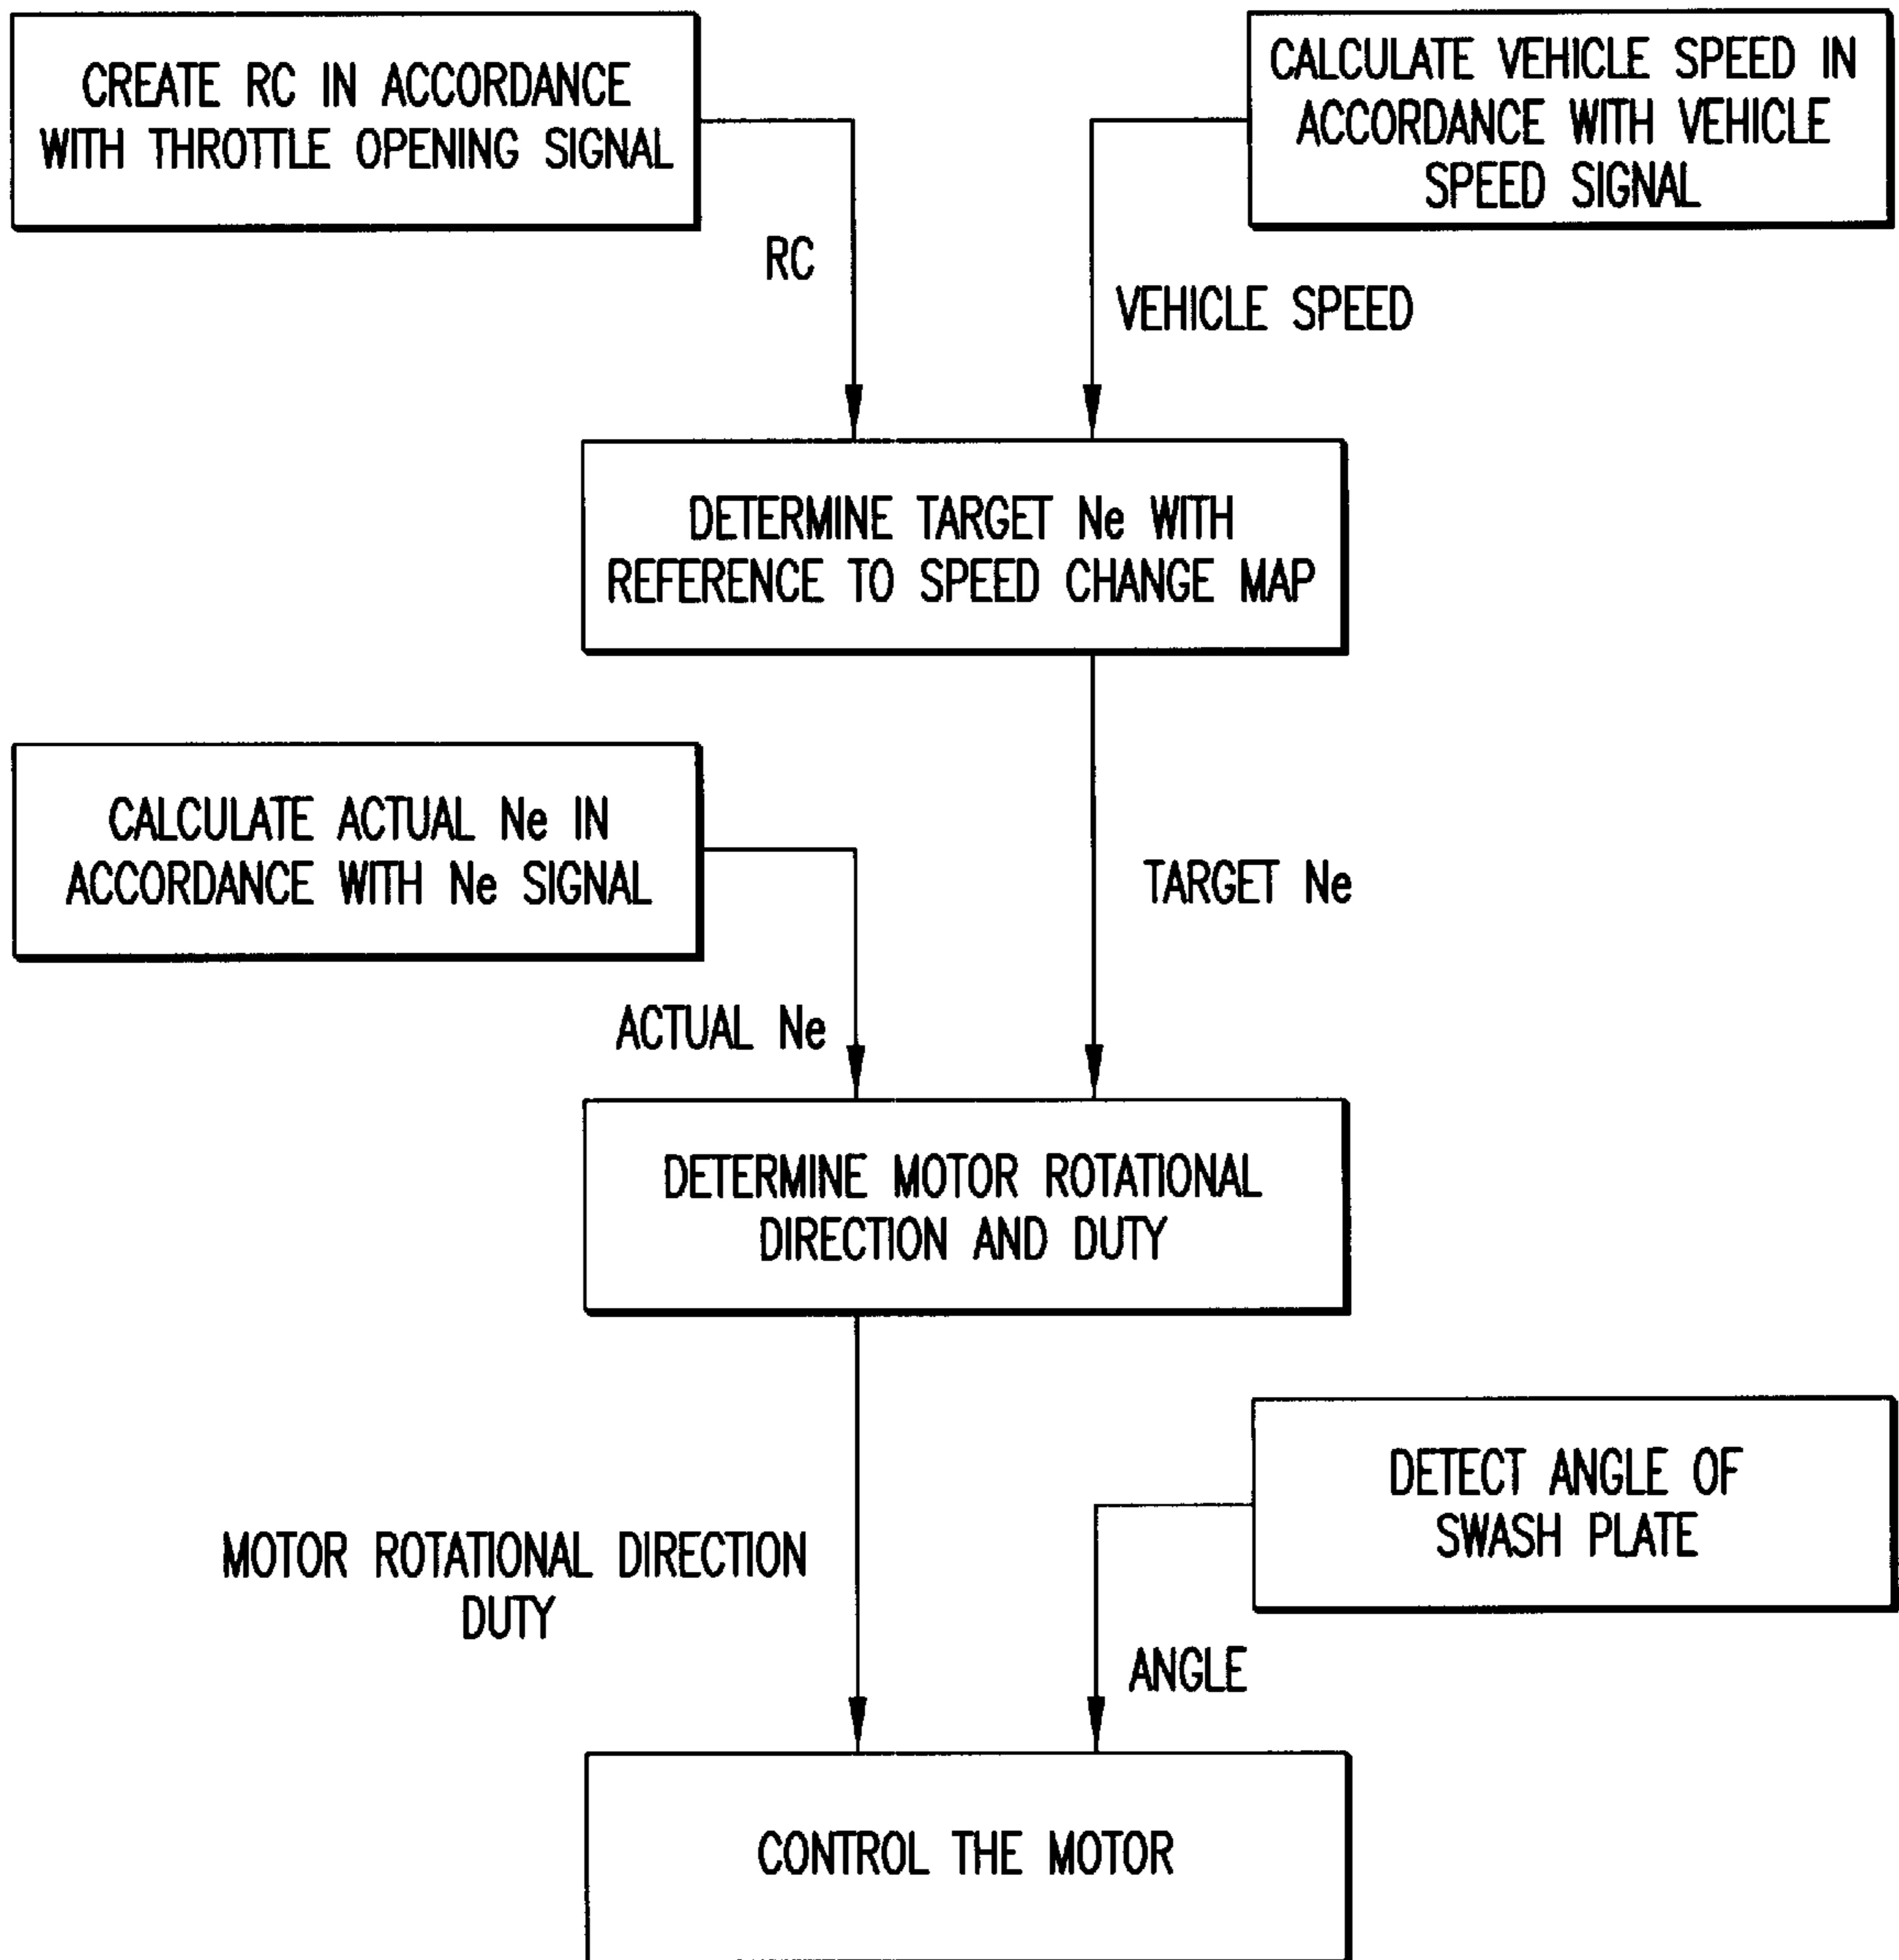 CREATE RC IN ACCORDANCE
WITH THROTTLE OPENING SIGNAL
CALCULATE VEHICLE SPEED IN
ACCORDANCE WITH VEHICLE
SPEED SIGNAL
RC
VEHICLE SPEED
DETERMINE TARGET Ne WITH
REFERENCE TO SPEED CHANGE MAP
CALCULATE ACTUAL Ne IN
ACCORDANCE WITH Ne SIGNAL
TARGET Ne
ACTUAL Ne
DETERMINE MOTOR ROTATIONAL
DIRECTION AND DUTY
DETECT ANGLE OF
SWASH PLATE
MOTOR ROTATIONAL DIRECTION
DUTY
ANGLE
CONTROL THE MOTOR